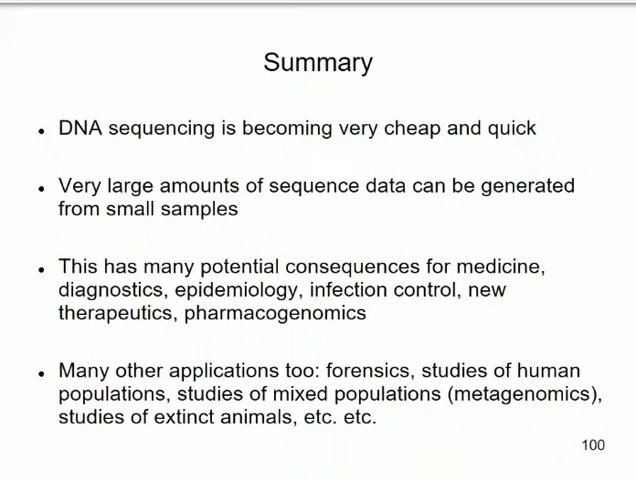 Summary
• DNA sequencing is becoming very cheap and quick
• Very large amounts of sequence data can be generated
from small samples
• This has many potential consequences for medicine,
diagnostics, epidemiology, infection control, new
therapeutics, pharmacogenomics
• Many other applications too: forensics, studies of human
populations, studies of mixed populations (metagenomics),
studies of extinct animals, etc. etc.
100